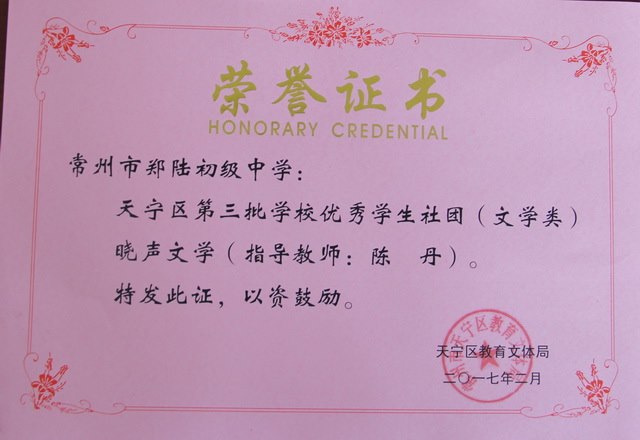 荣誉证书
HONORARY CREDENTIAL
常州市郑陆初级中学：
天宁区第三批学校优秀学生社团（文学类）
晓声文学（指导教师：陈 丹）。
特发此证，以资鼓励。
天宁区教育文体局
二〇一七年二月